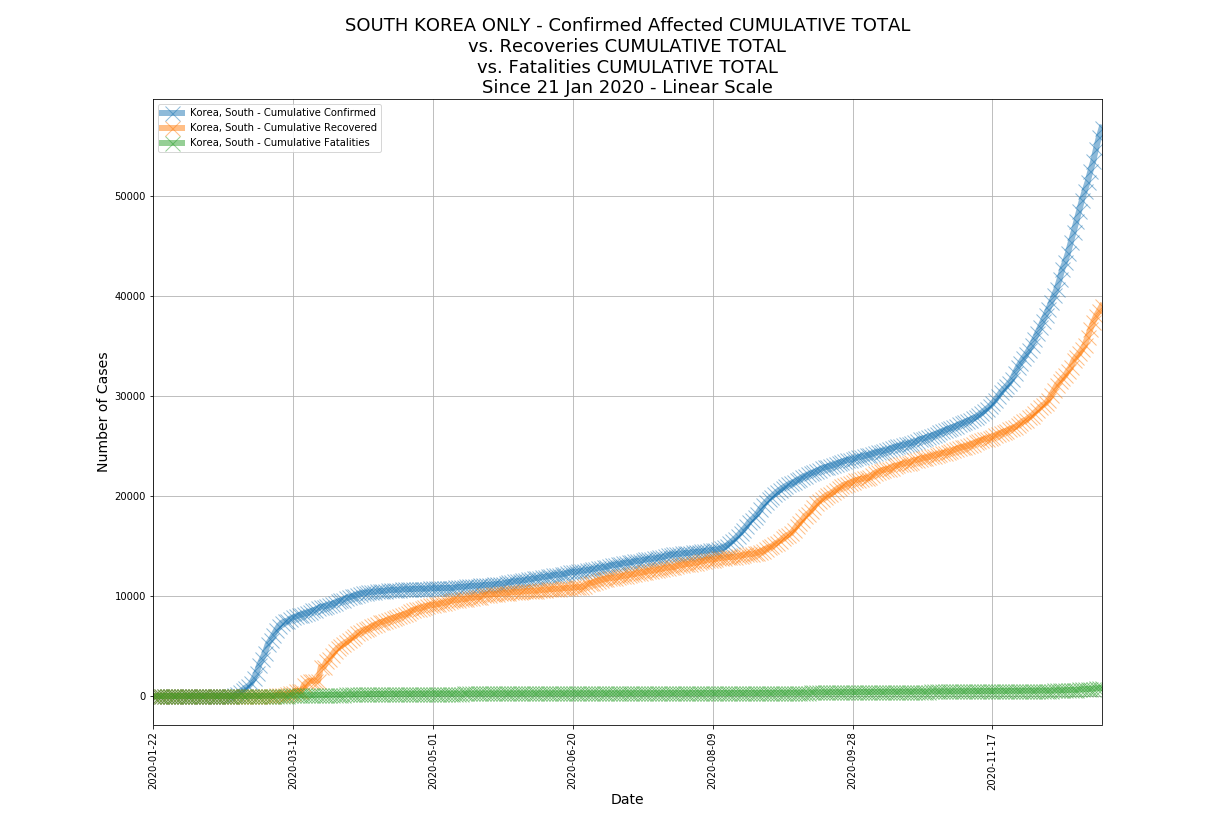 SOUTH KOREA ONLY - Confirmed Affected CUMULATIVE TOTAL
vs. Recoveries CUMULATIVE TOTAL
vs. Fatalities CUMULATIVE TOTAL
Since 21 Jan 2020 - Linear Scale
Korea, South - Cumulative Confirmed
Korea, South - Cumulative Recovered
Korea, South - Cumulative Fatalities
Number of Cases
50000
40000
30000
20000
10000
0
2020-01-22
2020-03-12
2020-05-01
2020-06-20
2020-08-09
2020-09-28
2020-11-17
Date